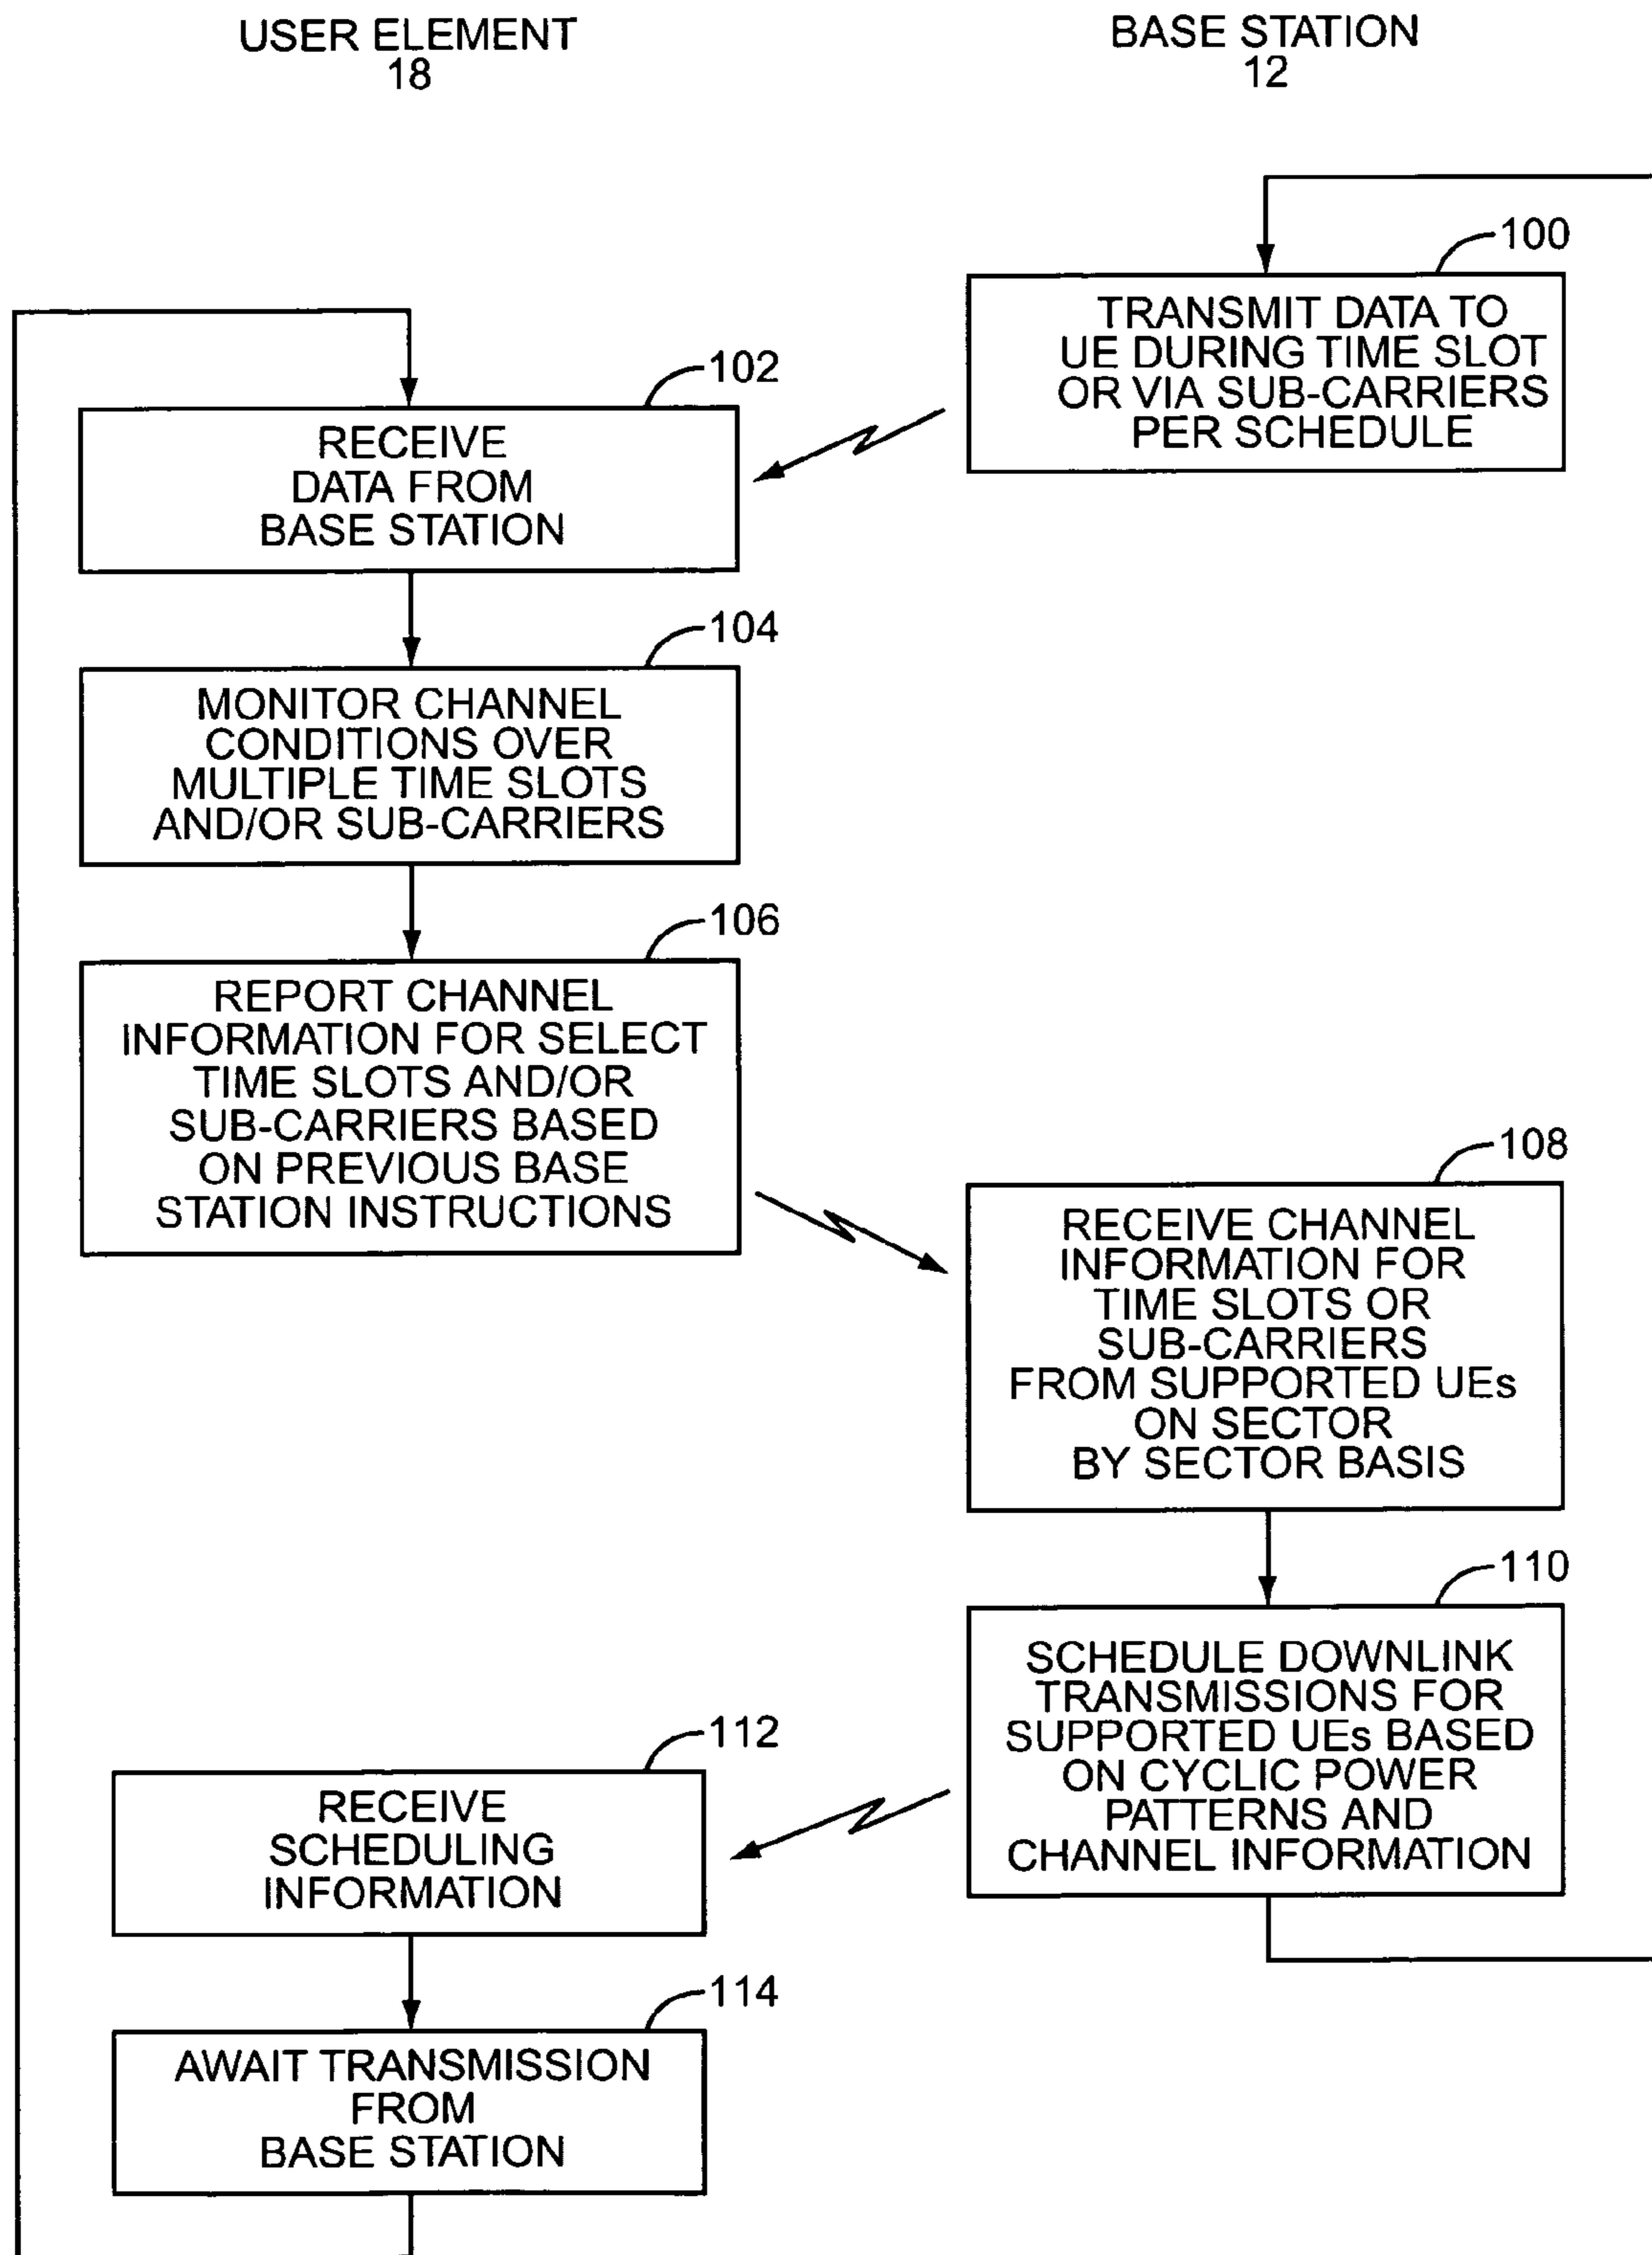 USER ELEMENT
18
BASE STATION
12
100
TRANSMIT DATA TO
UE DURING TIME SLOT
OR VIA SUB-CARRIERS
PER SCHEDULE
102
RECEIVE
DATA FROM
BASE STATION
104
MONITOR CHANNEL
CONDITIONS OVER
MULTIPLE TIME SLOTS
AND/OR SUB-CARRIERS
106
REPORT CHANNEL
INFORMATION FOR SELECT
TIME SLOTS AND/OR
SUB-CARRIERS BASED
ON PREVIOUS BASE
STATION INSTRUCTIONS
108
RECEIVE CHANNEL
INFORMATION FOR
TIME SLOTS OR
SUB-CARRIERS
FROM SUPPORTED UEs
ON SECTOR
BY SECTOR BASIS
110
SCHEDULE DOWNLINK
TRANSMISSIONS FOR
SUPPORTED UEs BASED
ON CYCLIC POWER
PATTERNS AND
CHANNEL INFORMATION
112
RECEIVE
SCHEDULING
INFORMATION
114
AWAIT TRANSMISSION
FROM
BASE STATION